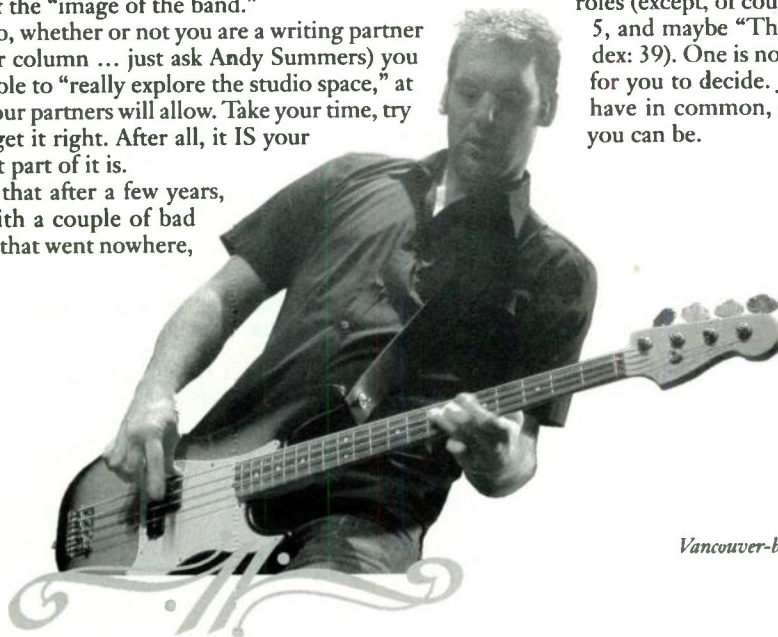 r the “image of the band.”
o, whether or not you are a writing partner
r column ... just ask Andy Summers) you
ole to “really explore the studio space,” at
our partners will allow. Take your time, try
get it right. After all, it IS your
t part of it is.
that after a few years,
ith a couple of bad
that went nowhere,
roles (except, of cou
5, and maybe “Th
dex: 39). One is no
for you to decide. J
have in common,
you can be.
Vancouver-b